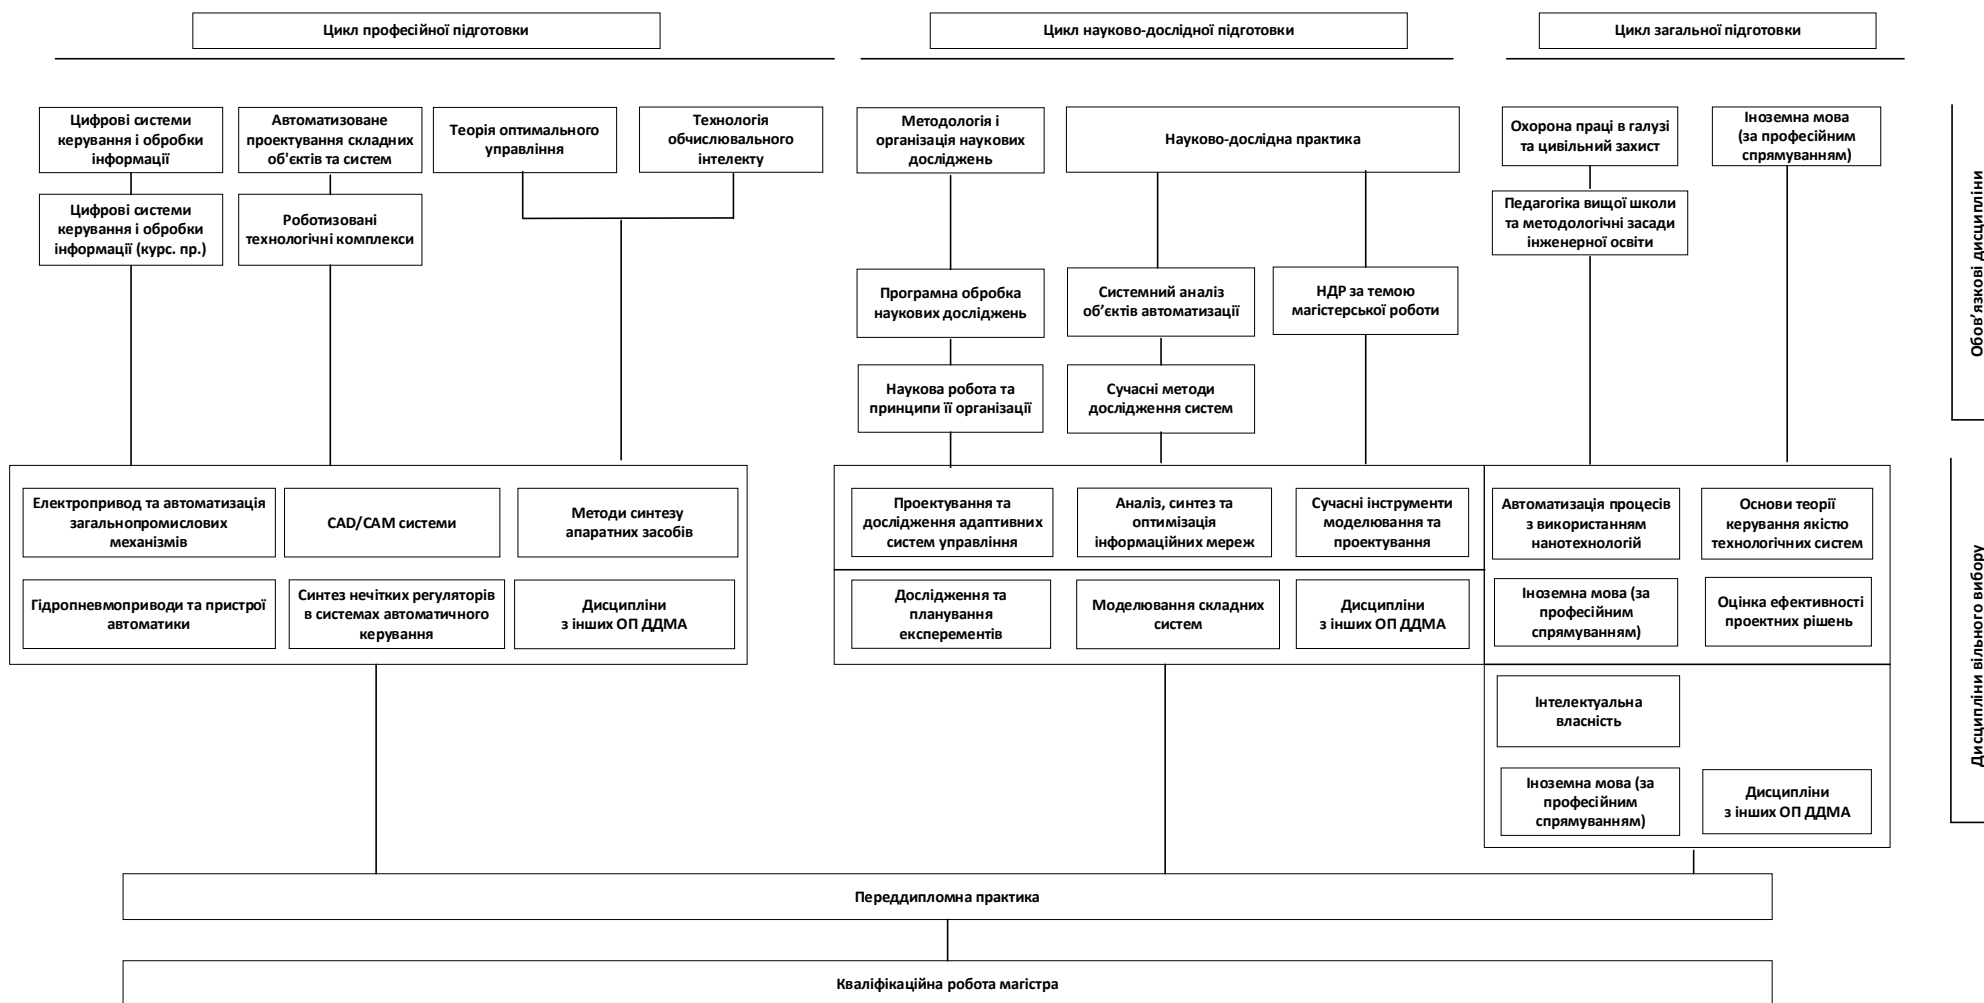 Цикл професійної підготовки
Цикл науково-дослідної підготовки
Цикл загальної підготовки
Цифрові системи
керування і обробки
інформації
Автоматизоване
проектування складних
об'єктів та систем
Теорія оптимального
управління
Технологія
обчислювального
інтелекту
Методологія і
організація наукових
досліджень
Науково-дослідна практика
Охорона праці в галузі
та цивільний захист
Іноземна мова
(за професійним
спрямуванням)
Цифрові системи
керування і обробки
інформації (курс. пр.)
Роботизовані
технологічні комплекси
Педагогіка вищої школи
та методологічні засади
інженерної освіти
Програмна обробка
наукових досліджень
Системний аналіз
об’єктів автоматизації
НДР за темою
магістерської роботи
Наукова робота та
принципи її організації
Сучасні методи
дослідження систем
Обов’язкові дисципліни
Електропривод та автоматизація
загальнопромислових
механізмів
CAD/CAM системи
Методи синтезу
апаратних засобів
Проектування та
дослідження адаптивних
систем управління
Аналіз, синтез та
оптимізація
інформаційних мереж
Сучасні інструменти
моделювання та
проектування
Автоматизація процесів
з використанням
нанотехнологій
Основи теорії
керування якістю
технологічних систем
Гідропневмоприводи та пристрої
автоматики
Синтез нечітких регуляторів
в системах автоматичного
керування
Дисципліни
з інших ОП ДДМА
Дослідження та
планування
експерементів
Моделювання складних
систем
Дисципліни
з інших ОП ДДМА
Іноземна мова (за
професійним
спрямуванням)
Оцінка ефективності
проектних рішень
Інтелектуальна
власність
Іноземна мова (за
професійним
спрямуванням)
Дисципліни
з інших ОП ДДМА
Дисципліни вільного вибору
Переддипломна практика
Кваліфікаційна робота магістра